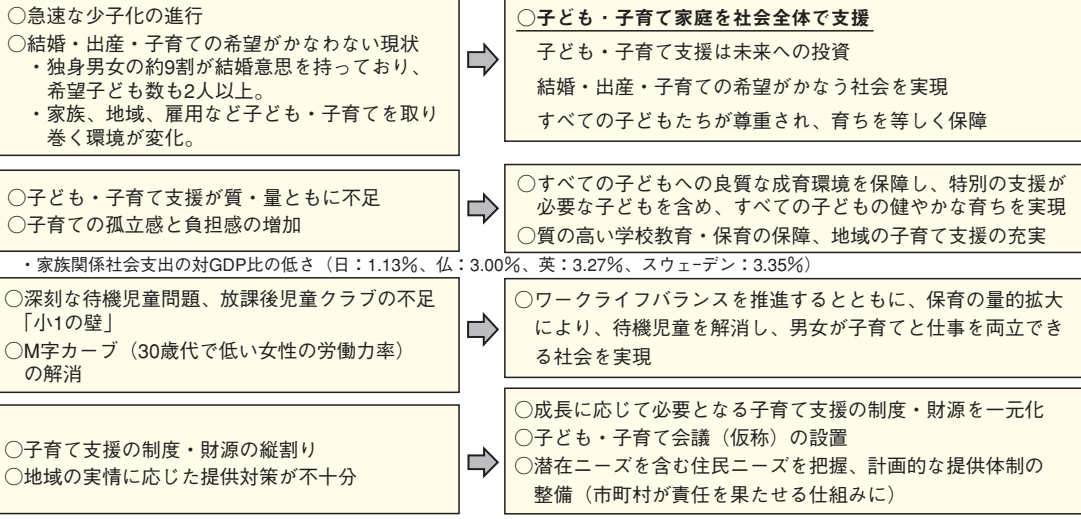 ○急速な少子化の進行
○結婚・出産・子育ての希望がかなわない現状
・独身男女の約9割が結婚意思を持っており、
希望子ども数も2人以上。
・家族、地域、雇用など子ども・子育てを取り
巻く環境が変化。
○子ども・子育て家庭を社会全体で支援
子ども・子育て支援は未来への投資
結婚・出産・子育ての希望がかなう社会を実現
すべての子どもたちが尊重され、育ちを等しく保障
○子ども・子育て支援が質・量ともに不足
○子育ての孤立感と負担感の増加
○すべての子どもへの良質な成育環境を保障し、特別の支援が
必要な子どもを含め、すべての子どもの健やかな育ちを実現
○質の高い学校教育・保育の保障、地域の子育て支援の充実
・家族関係社会支出の対GDP比の低さ（日：1.13％、仏：3.00％、英：3.27％、スウェーデン：3.35％）
○深刻な待機児童問題、放課後児童クラブの不足
「小1の壁」
○M字カーブ（30歳代で低い女性の労働力率）
の解消
○ワークライフバランスを推進するとともに、保育の量的拡大
により、待機児童を解消し、男女が子育てと仕事を両立でき
る社会を実現
○子育て支援の制度・財源の縦割り
○地域の実情に応じた提供対策が不十分
○成長に応じて必要となる子育て支援の制度・財源を一元化
○子ども・子育て会議（仮称）の設置
○潜在ニーズを含む住民ニーズを把握、計画的な提供体制の
整備（市町村が責任を果たせる仕組みに）